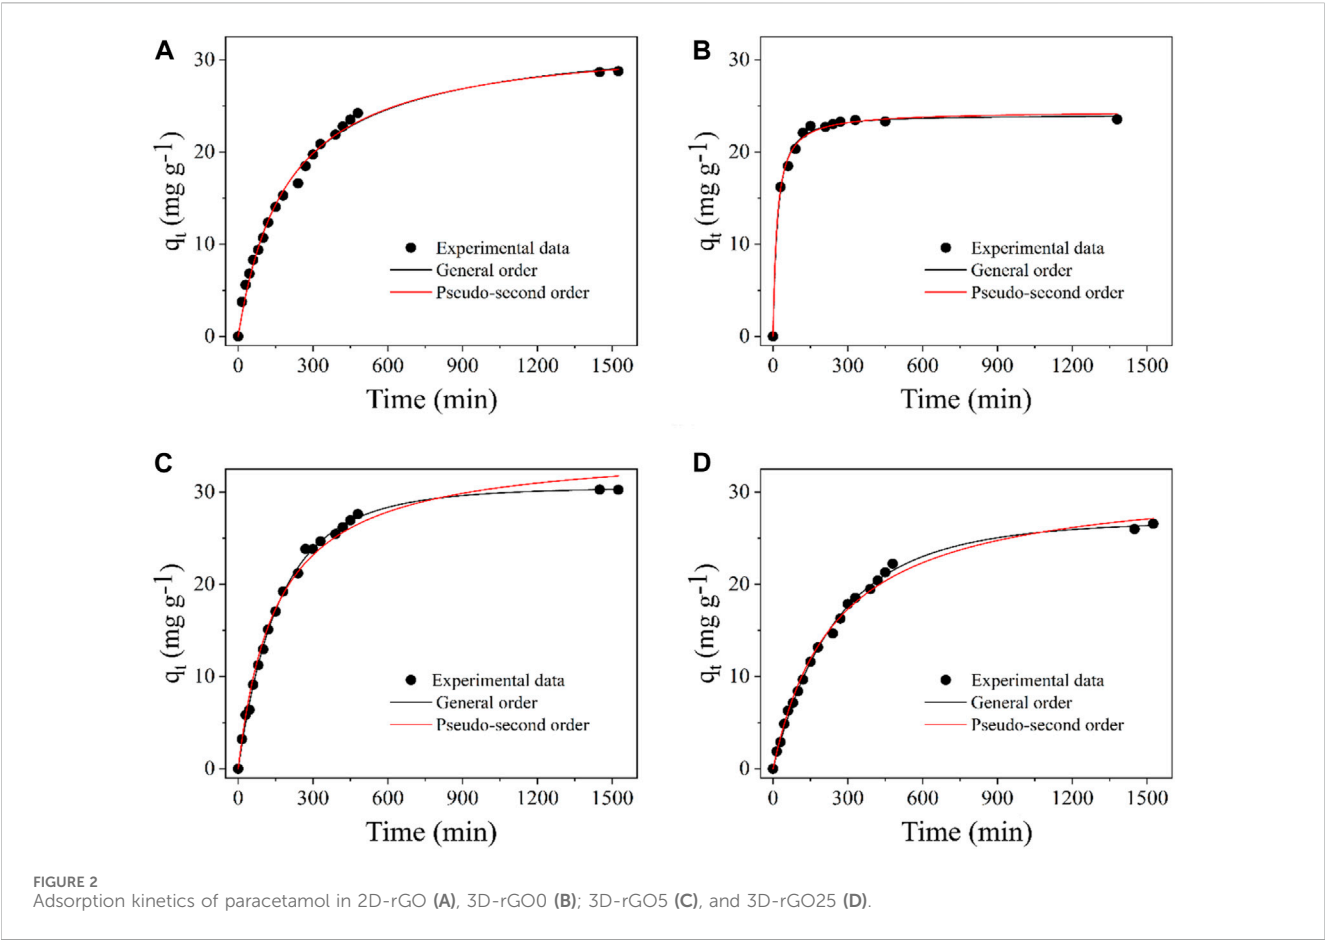 A
30
20
10
0
q_t (mg g^-1)
Experimental data
General order
Pseudo-second order
0 300 600 900 1200 1500
Time (min)
B
30
20
10
0
q_t (mg g^-1)
Experimental data
General order
Pseudo-second order
0 300 600 900 1200 1500
Time (min)
C
30
20
10
0
q_t (mg g^-1)
Experimental data
General order
Pseudo-second order
0 300 600 900 1200 1500
Time (min)
D
30
20
10
0
q_t (mg g^-1)
Experimental data
General order
Pseudo-second order
0 300 600 900 1200 1500
Time (min)
FIGURE 2
Adsorption kinetics of paracetamol in 2D-rGO (A), 3D-rGO0 (B); 3D-rGO5 (C), and 3D-rGO25 (D).